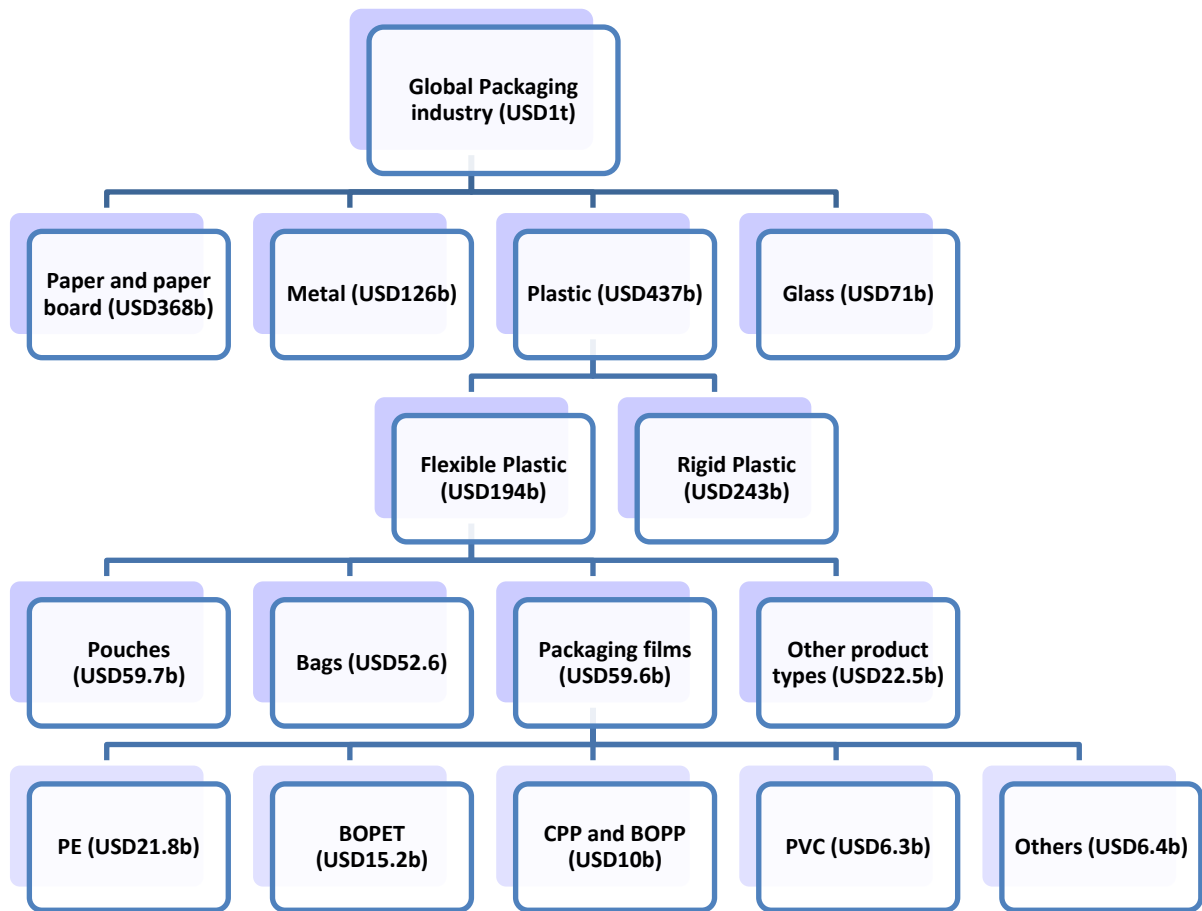 Global Packaging
industry (USD1t)
Paper and paper
board (USD368b)
Metal (USD126b)
Plastic (USD437b)
Glass (USD71b)
Flexible Plastic
(USD194b)
Rigid Plastic
(USD243b)
Pouches
(USD59.7b)
Bags (USD52.6)
Packaging films
(USD59.6b)
Other product
types (USD22.5b)
PE (USD21.8b)
BOPET
(USD15.2b)
CPP and BOPP
(USD10b)
PVC (USD6.3b)
Others (USD6.4b)